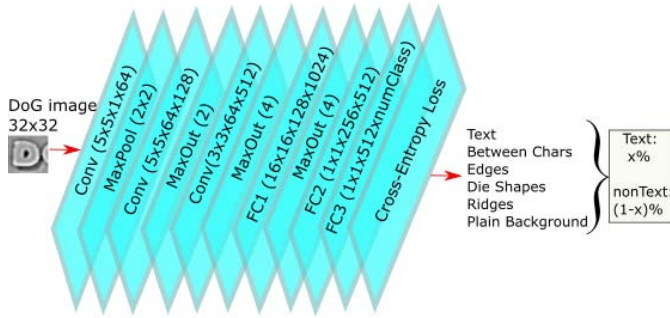 DoG image
32x32
Conv (5x5x1x64)
MaxPool (2x2)
Conv (5x5x64x128)
MaxOut (2)
Conv(3x3x64x512)
MaxOut (4)
FC1 (16x16x128x1024)
MaxOut (4)
FC2 (1x1x256x512)
FC3 (1x1x512xnumClass)
Cross-Entropy Loss
Text
Between Chars
Edges
Die Shapes
Ridges
Plain Background
Text:
x%
nonText:
(1-x)%